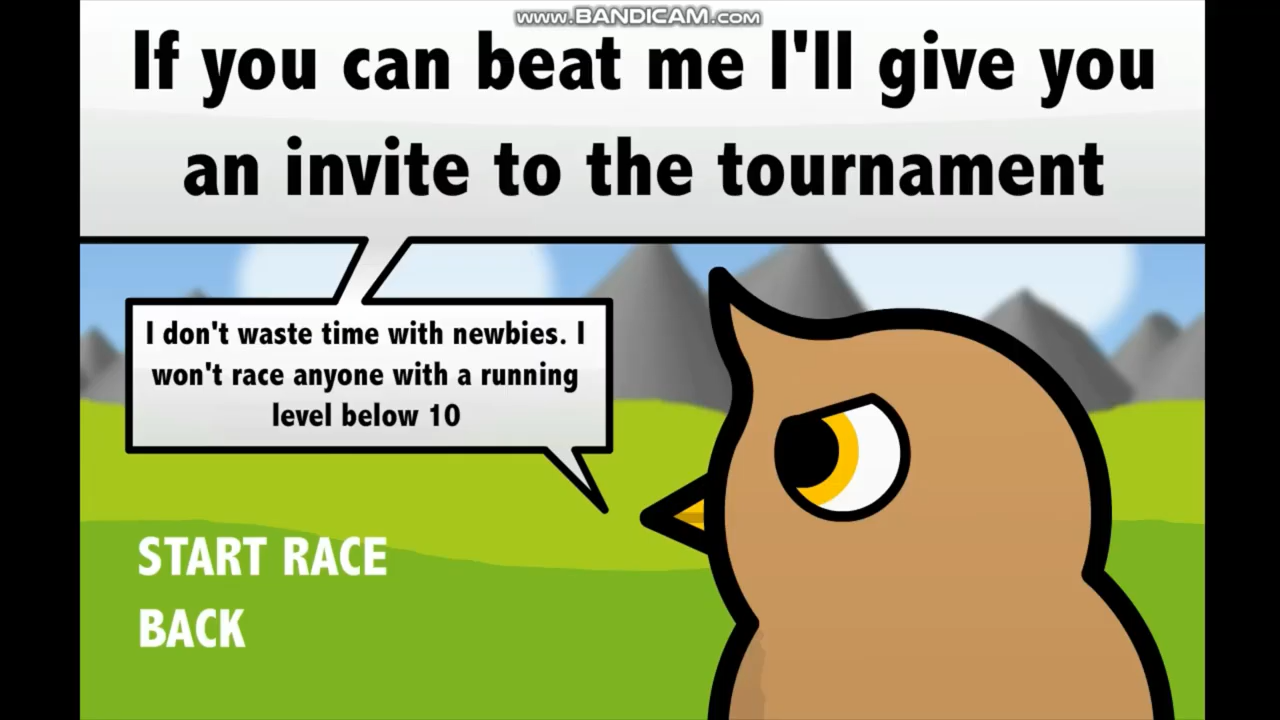 www.BANDICAM.com
If you can beat me I'll give you
an invite to the tournament
I don't waste time with newbies. I
won't race anyone with a running
level below 10
START RACE
BACK